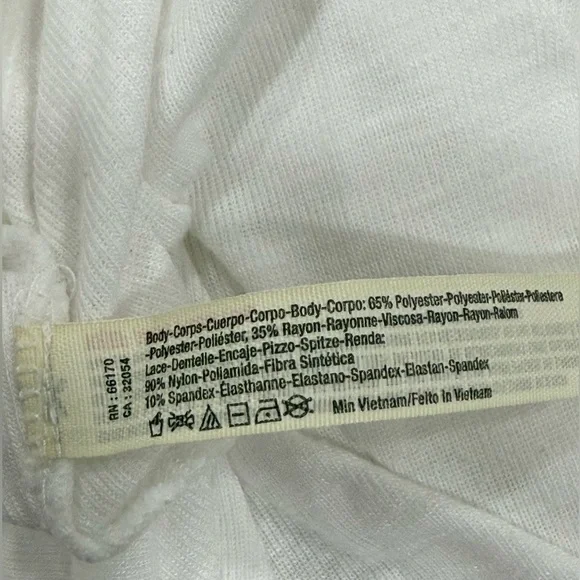 RN : 66170
CA : 32054
Body-Corps-Cuerpo-Corpo-Body-Corpo: 65% Polyester-Polyester-Poliéster-Poliestere
-Polyester-Poliéster, 35% Rayon-Rayonne-Viscosa-Rayon-Rayon-Raiom
Lace-Dentelle-Encaje-Pizzo-Spitze-Renda:
90% Nylon-Poliamida-Fibra Sintética
10% Spandex-Élasthanne-Elastano-Spandex-Elastan-Spandex
Min Vietnam/Feito in Vietnam